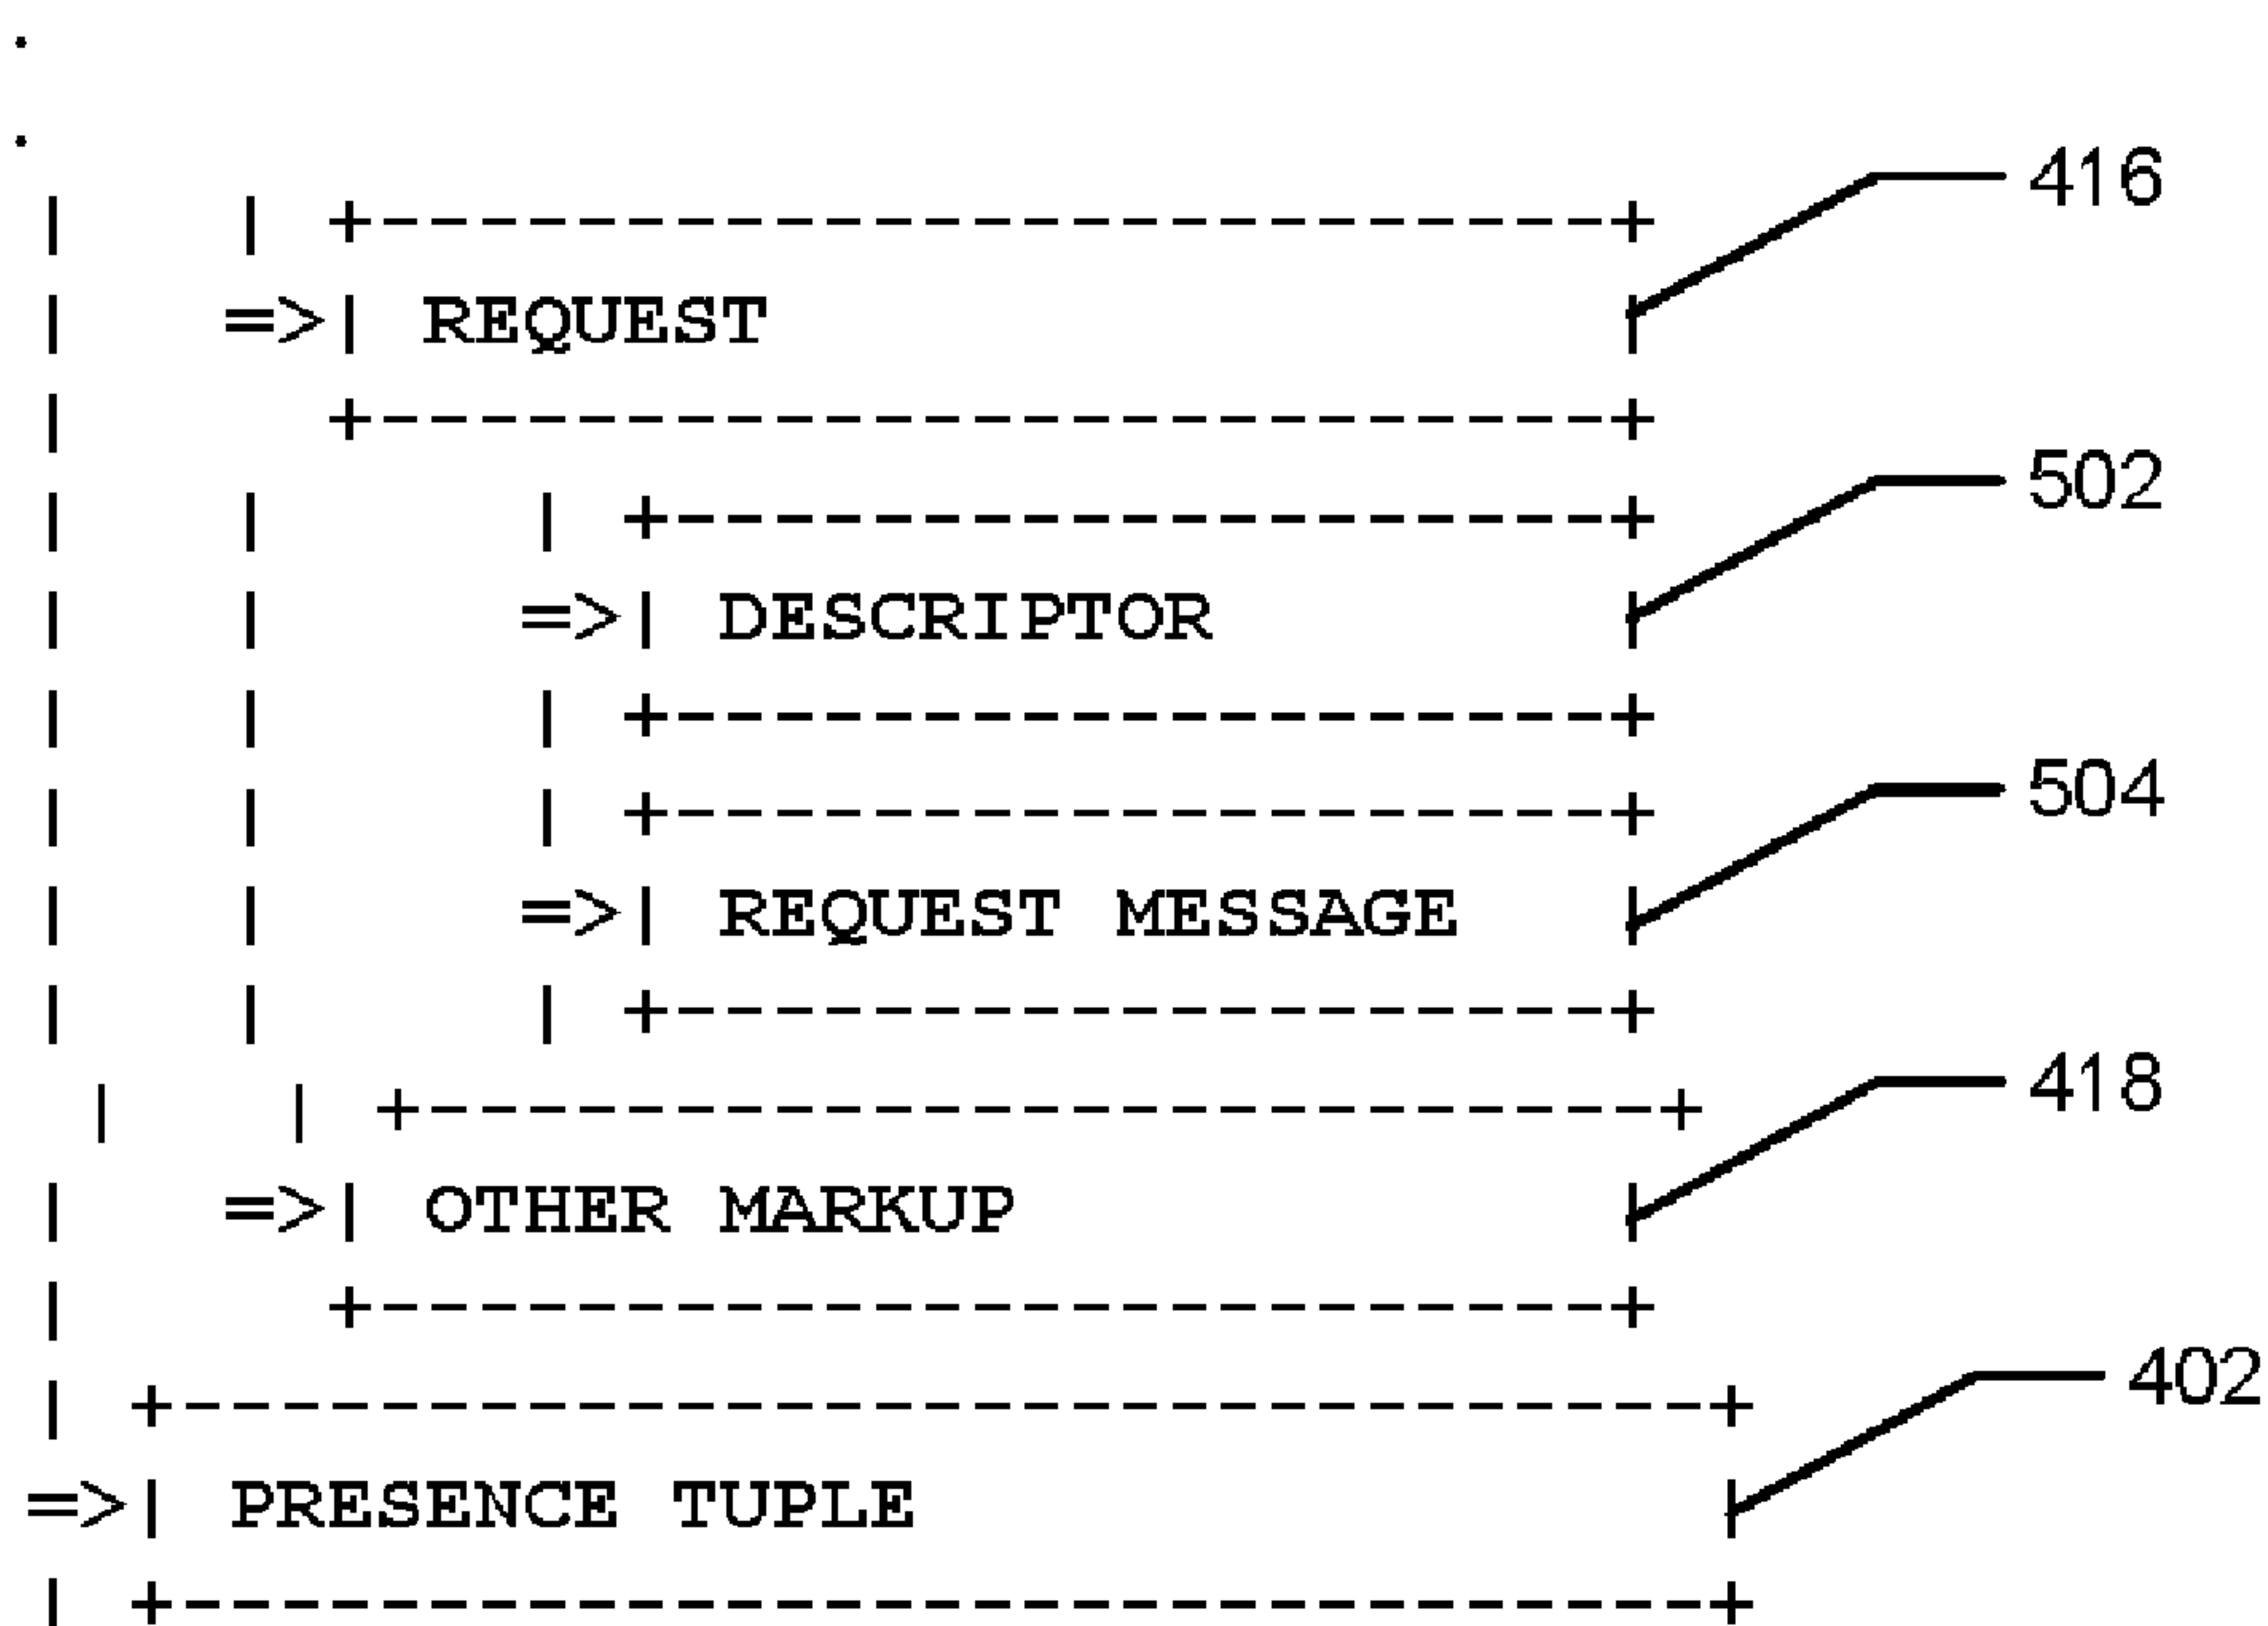 .
.
| | +--------------------------+ 416
| =>| REQUEST |
| +--------------------------+
| | | +--------------------+ 502
| | =>| DESCRIPTOR |
| | | +--------------------+
| | | +--------------------+ 504
| | =>| REQUEST MESSAGE |
| | | +--------------------+
| | +--------------------------+ 418
| =>| OTHER MARKUP |
| +--------------------------+
| +--------------------------------+ 402
=>| PRESENCE TUPLE |
| +--------------------------------+